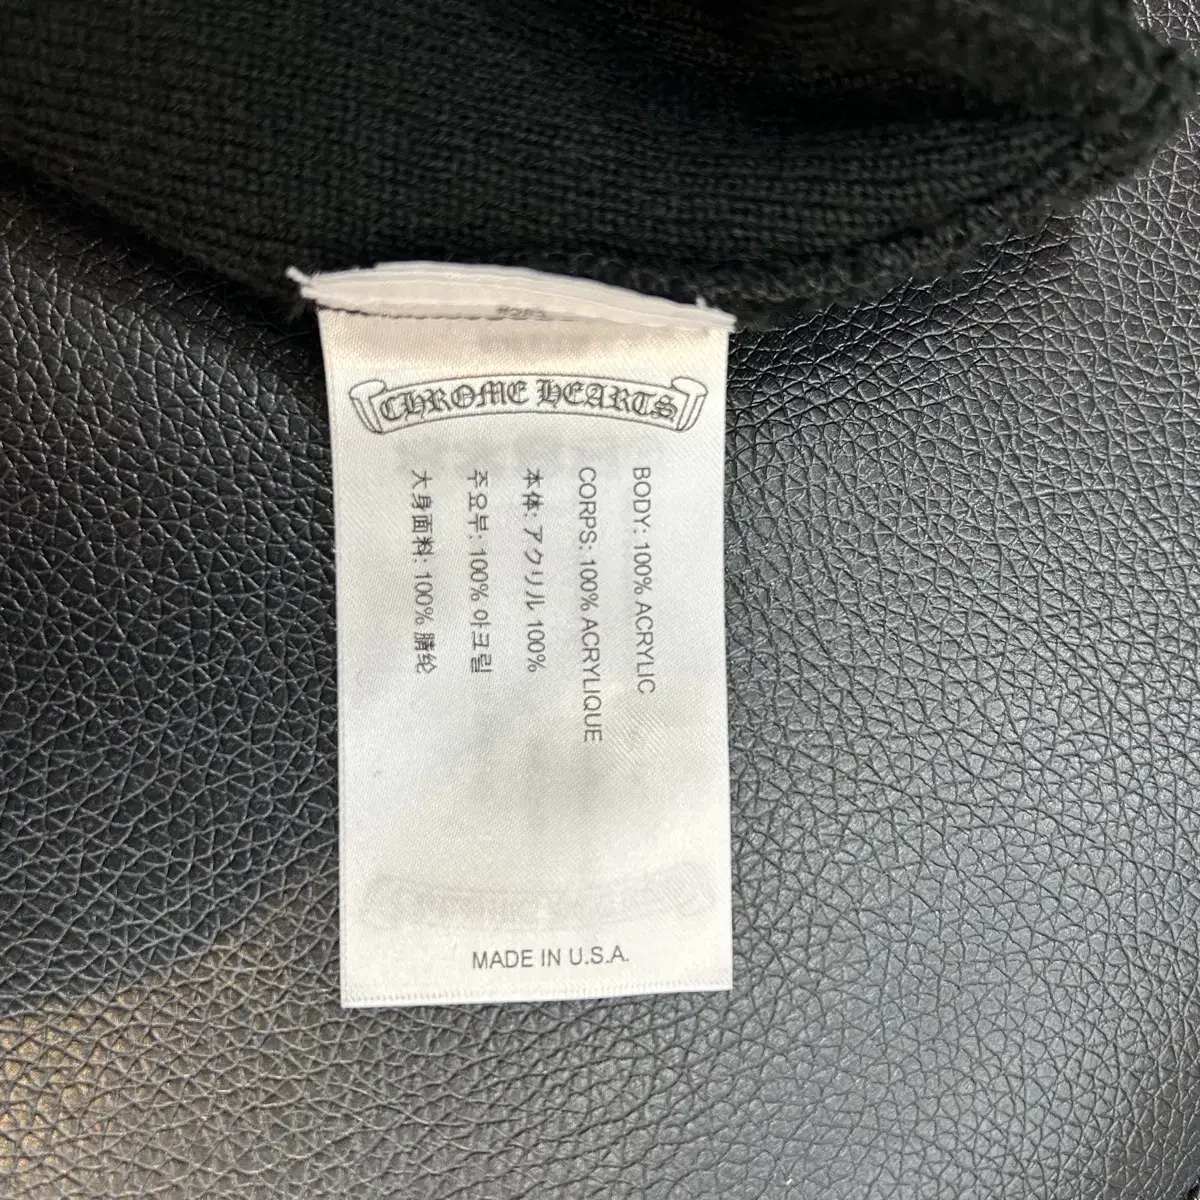 CHROME HEARTS
BODY: 100% ACRYLIC
CORPS: 100% ACRYLIQUE
本体: アクリル 100%
주요부: 100% 아크릴
大身面料: 100% 腈纶
MADE IN U.S.A.